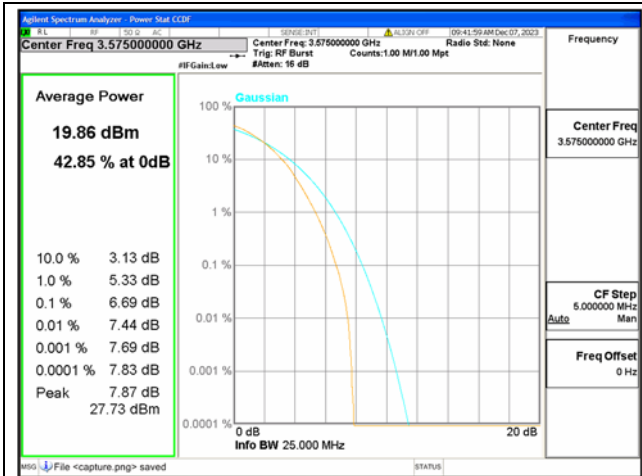 Agilent Spectrum Analyzer - Power Stat CCDF
RL RF 50 Ω AC SENSE:INT ALIGN OFF 09:41:59 AM Dec 07, 2023
Center Freq 3.575000000 GHz
Center Freq: 3.575000000 GHz Radio Std: None
Trig: RF Burst Counts:1.00 M/1.00 Mpt
#IFGain:Low #Atten: 16 dB
Frequency
Average Power
19.86 dBm
42.85 % at 0dB
10.0 % 3.13 dB
1.0 % 5.33 dB
0.1 % 6.69 dB
0.01 % 7.44 dB
0.001 % 7.69 dB
0.0001 % 7.83 dB
Peak 7.87 dB
27.73 dBm
Gaussian
100 %
10 %
1 %
0.1 %
0.01 %
0.001 %
0.0001 %
0 dB 20 dB
Info BW 25.000 MHz
Center Freq
3.575000000 GHz
CF Step
5.000000 MHz
Auto Man
Freq Offset
0 Hz
MSG File <capture.png> saved STATUS